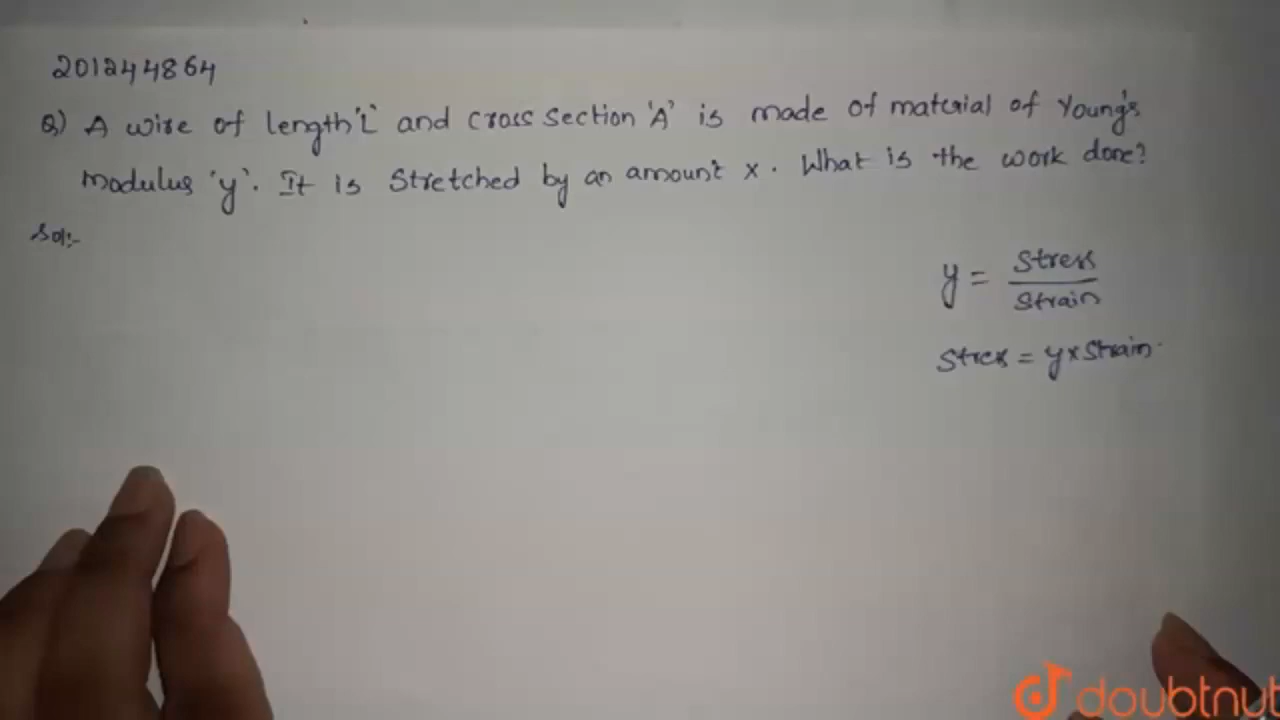 201244864
Q) A wire of length 'L' and cross section 'A' is made of material of Young's
modulus 'y'. It is stretched by an amount x. What is the work done?
Sol:-
y = Stress / Strain
Stress = y x Strain.
doubtnut